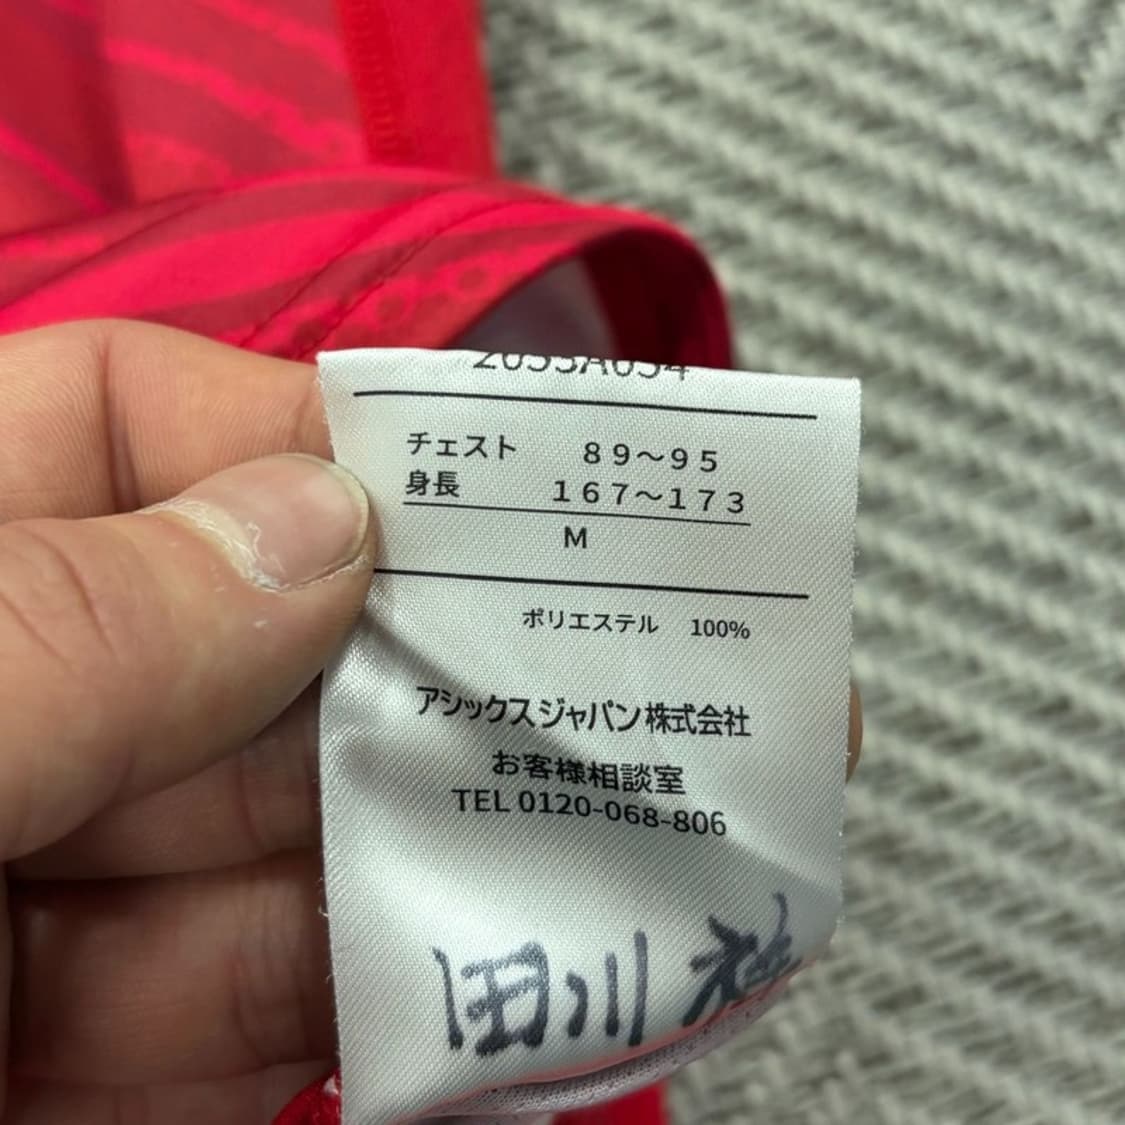 2053A054
チェスト 89～95
身長 167～173
M
ポリエステル 100%
アシックスジャパン株式会社
お客様相談室
TEL 0120-068-806
田川